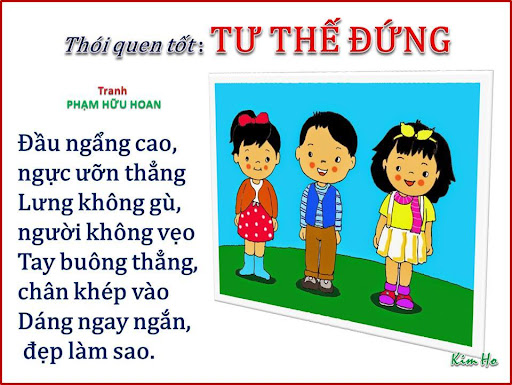 Thói quen tốt: TƯ THẾ ĐỨNG
Tranh
PHẠM HỮU HOAN
Đầu ngẩng cao,
ngực ưỡn thẳng
Lưng không gù,
người không vẹo
Tay buông thẳng,
chân khép vào
Dáng ngay ngắn,
đẹp làm sao.
Kim Ho